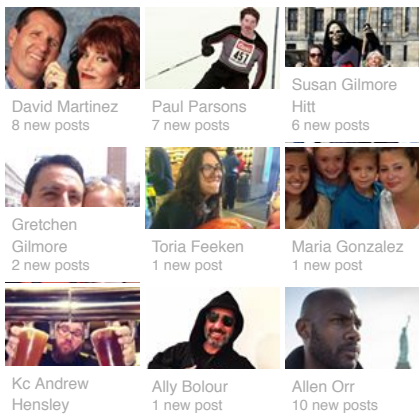 451
David Martinez
8 new posts
Paul Parsons
7 new posts
Susan Gilmore
Hitt
6 new posts
Gretchen
Gilmore
2 new posts
Toria Feeken
1 new post
Maria Gonzalez
1 new post
Kc Andrew
Hensley
Ally Bolour
1 new post
Allen Orr
10 new posts